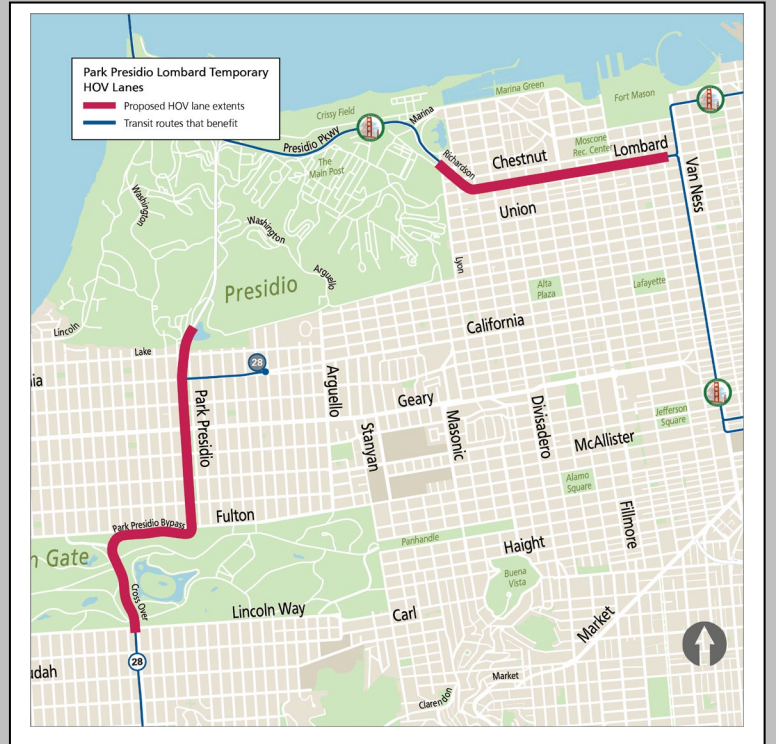 Park Presidio Lombard Temporary
HOV Lanes
Proposed HOV lane extents
Transit routes that benefit
Marina Green
Fort Mason
Crissy Field
Marina
Presidio Pkwy
The
Main Post
Richardson
Chestnut
Moscone
Rec. Center
Lombard
Van Ness
Washington
Washington
Union
Lyon
Arguello
Presidio
Alta
Plaza
Lafayette
California
Lincoln
Lake
ia
28
Park Presidio
Arguello
Geary
Stanyan
Masonic
Divisadero
McAllister
Jefferson
Square
Alamo
Square
Fillmore
Fulton
Park Presidio Bypass
n Gate
Panhandle
Haight
Buena
Vista
Cross Over
Lincoln Way
Carl
Market
28
udah
Market
Clarendon